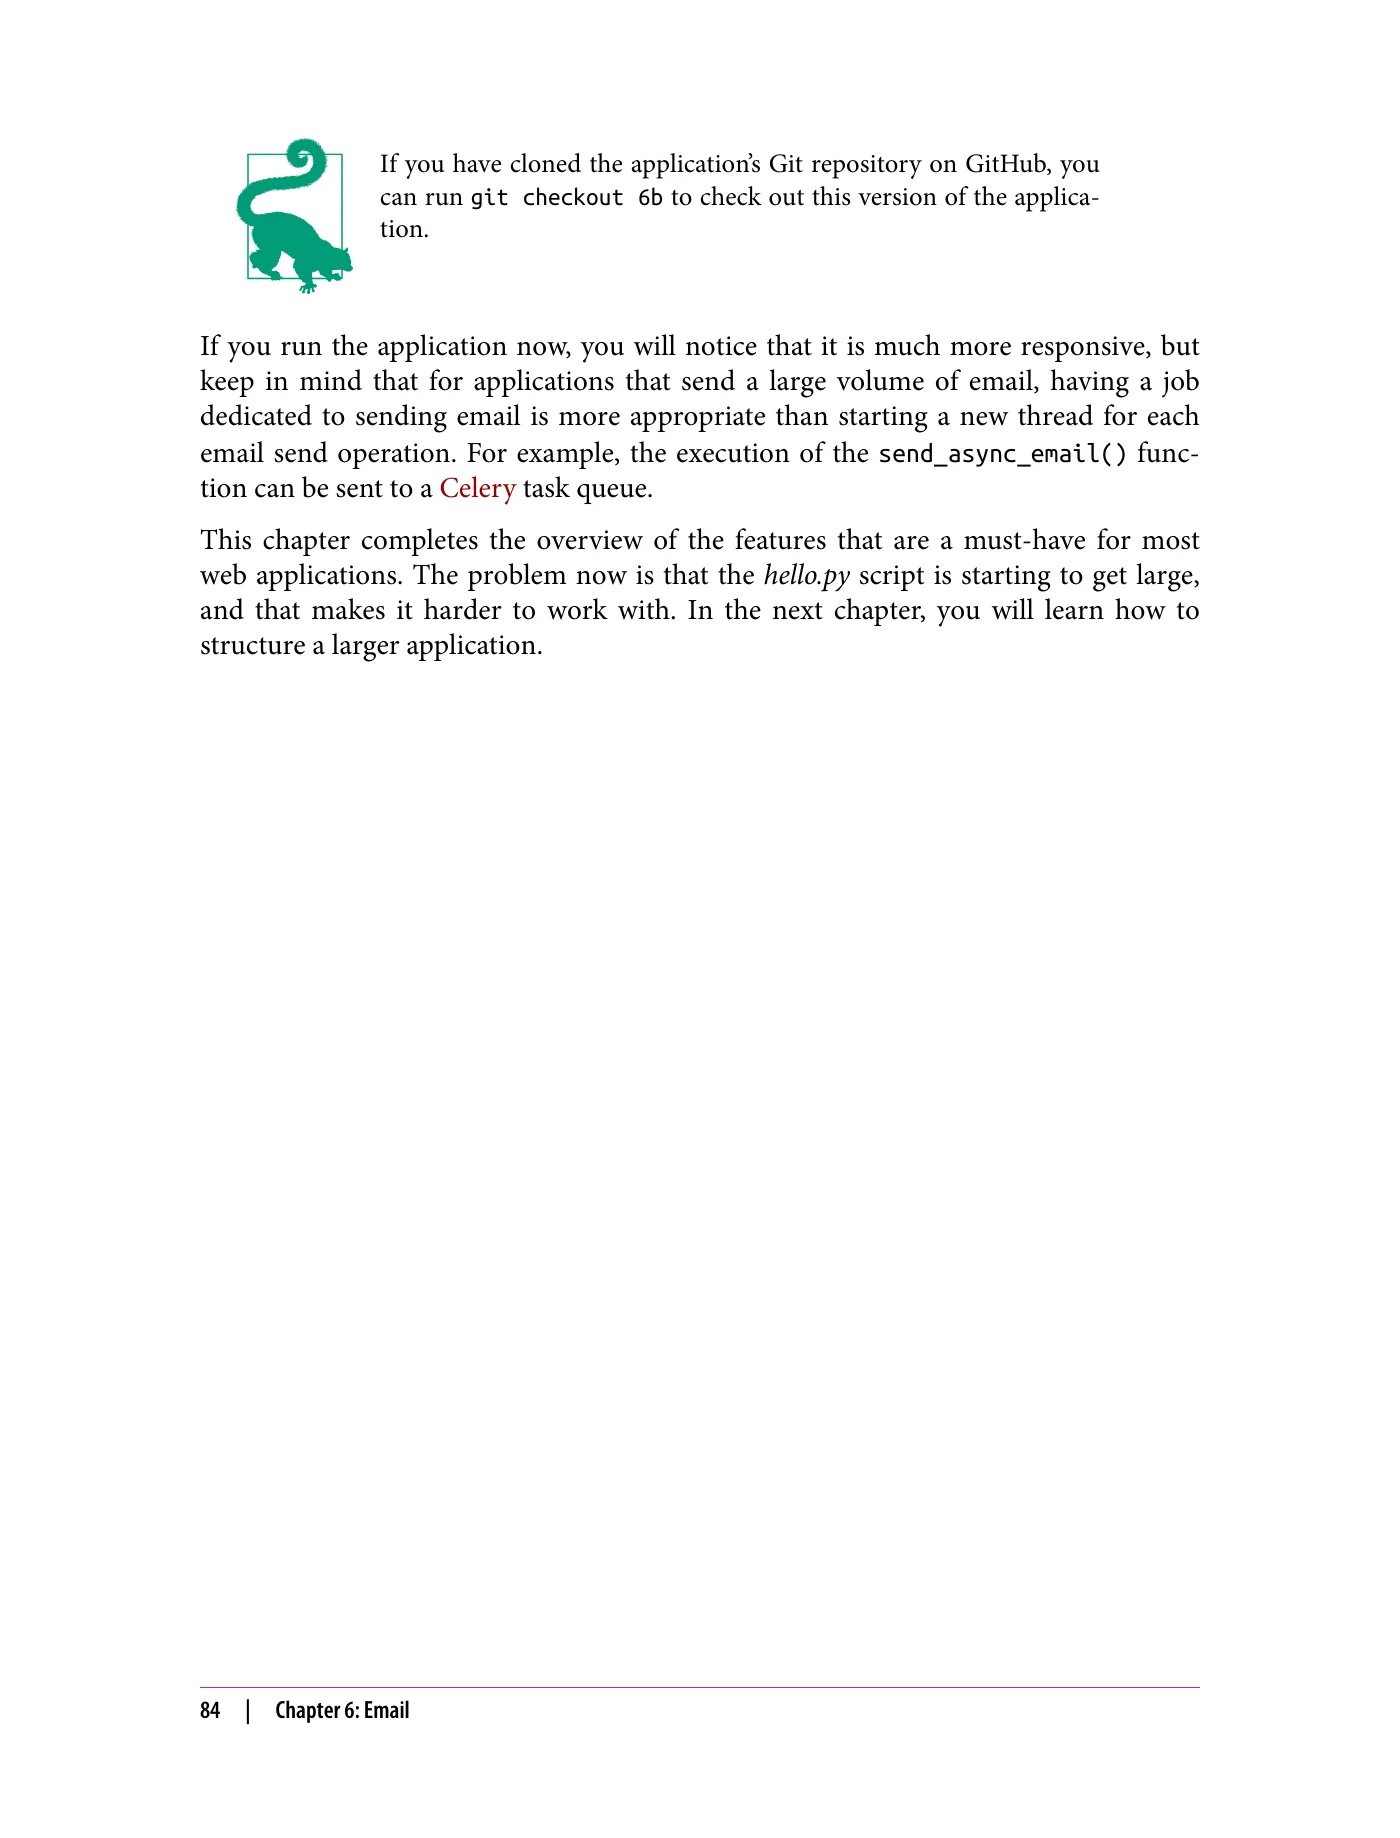 If you have cloned the application’s Git repository on GitHub, you
can run git checkout 6b to check out this version of the applica-
tion.
If you run the application now, you will notice that it is much more responsive, but
keep in mind that for applications that send a large volume of email, having a job
dedicated to sending email is more appropriate than starting a new thread for each
email send operation. For example, the execution of the send_async_email() func-
tion can be sent to a Celery task queue.
This chapter completes the overview of the features that are a must-have for most
web applications. The problem now is that the hello.py script is starting to get large,
and that makes it harder to work with. In the next chapter, you will learn how to
structure a larger application.
84 | Chapter 6: Email